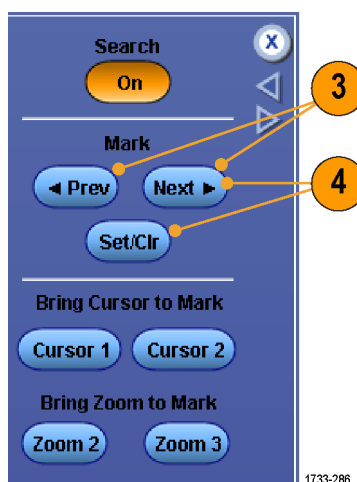 Search
X
On
3
Mark
◄ Prev Next ►
4
Set/Clr
Bring Cursor to Mark
Cursor 1 Cursor 2
Bring Zoom to Mark
Zoom 2 Zoom 3
1733-286